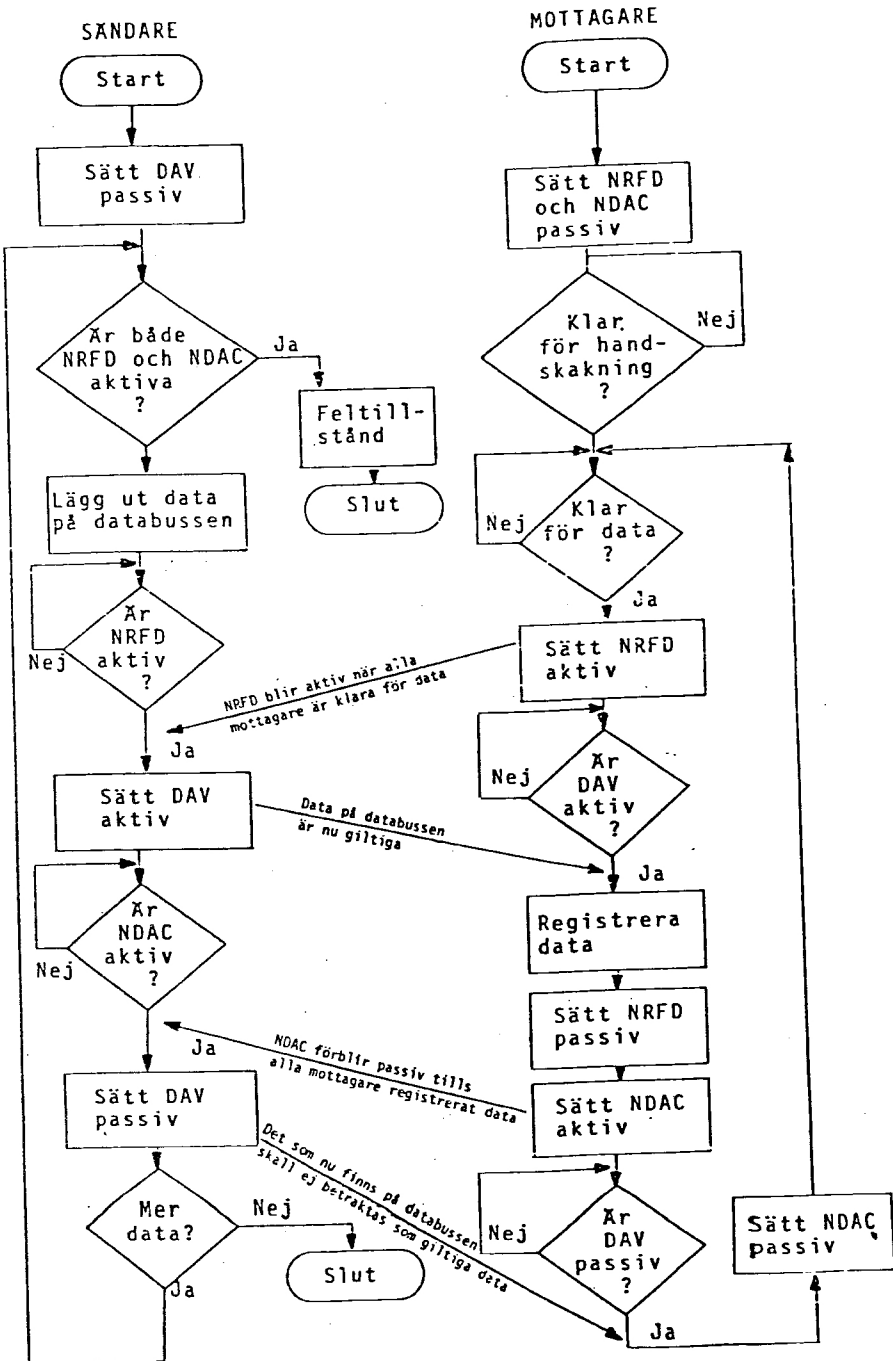 SÄNDARE
Start
Sätt DAV
passiv
Är både
NRFD och NDAC
aktiva
?
Ja
Feltill-
stånd
Slut
Lägg ut data
på databussen
Är
NRFD
aktiv
?
Nej
Ja
Sätt DAV
aktiv
Är
NDAC
aktiv
?
Nej
Ja
Sätt DAV
passiv
Mer
data?
Nej
Slut
Ja
NRFD blir aktiv när alla
mottagare är klara för data
Data på databussen
är nu giltiga
NDAC förblir passiv tills
alla mottagare registrerat data
Det som nu finns på databussen
skall ej betraktas som giltiga data
MOTTAGARE
Start
Sätt NRFD
och NDAC
passiv
Klar
för hand-
skakning
?
Nej
Klar
för data
?
Nej
Ja
Sätt NRFD
aktiv
Är
DAV
aktiv
?
Nej
Ja
Registrera
data
Sätt NRFD
passiv
Sätt NDAC
aktiv
Är
DAV
passiv
?
Nej
Ja
Sätt NDAC
passiv